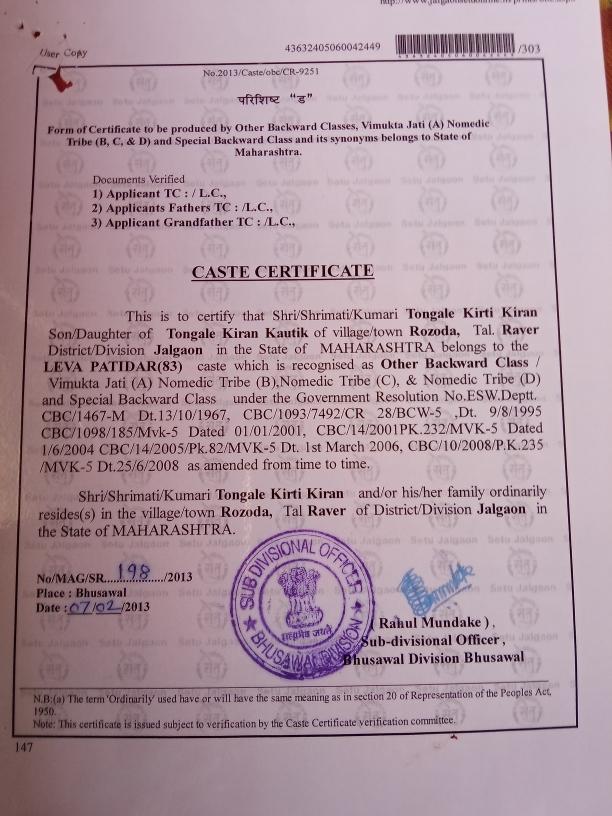 User Copy
43632405060042449
/303
No.2013/Caste/obc/CR-9251
परिशिष्ट “ड”
Form of Certificate to be produced by Other Backward Classes, Vimukta Jati (A) Nomedic
Tribe (B, C, & D) and Special Backward Class and its synonyms belongs to State of
Maharashtra.
Documents Verified
1) Applicant TC : / L.C.,
2) Applicants Fathers TC : /L.C.,
3) Applicant Grandfather TC : /L.C.,
CASTE CERTIFICATE
This is to certify that Shri/Shrimati/Kumari Tongale Kirti Kiran
Son/Daughter of Tongale Kiran Kautik of village/town Rozoda, Tal. Raver
District/Division Jalgaon in the State of MAHARASHTRA belongs to the
LEVA PATIDAR(83) caste which is recognised as Other Backward Class /
Vimukta Jati (A) Nomedic Tribe (B),Nomedic Tribe (C), & Nomedic Tribe (D)
and Special Backward Class under the Government Resolution No.ESW.Deptt.
CBC/1467-M Dt.13/10/1967, CBC/1093/7492/CR 28/BCW-5 ,Dt. 9/8/1995
CBC/1098/185/Mvk-5 Dated 01/01/2001, CBC/14/2001PK.232/MVK-5 Dated
1/6/2004 CBC/14/2005/Pk.82/MVK-5 Dt. 1st March 2006, CBC/10/2008/P.K.235
/MVK-5 Dt.25/6/2008 as amended from time to time.
Shri/Shrimati/Kumari Tongale Kirti Kiran and/or his/her family ordinarily
resides(s) in the village/town Rozoda, Tal Raver of District/Division Jalgaon in
the State of MAHARASHTRA.
No/MAG/SR....198..../2013
Place : Bhusawal
Date : 07/02/2013
SUB DIVISIONAL OFFICER
सत्यमेव जयते
BHUSAWAL DIVISION
( Rahul Mundake ) ,
Sub-divisional Officer ,
Bhusawal Division Bhusawal
N.B:(a) The term 'Ordinarily' used have or will have the same meaning as in section 20 of Representation of the Peoples Act,
1950.
Note: This certificate is issued subject to verification by the Caste Certificate verification committee.
147